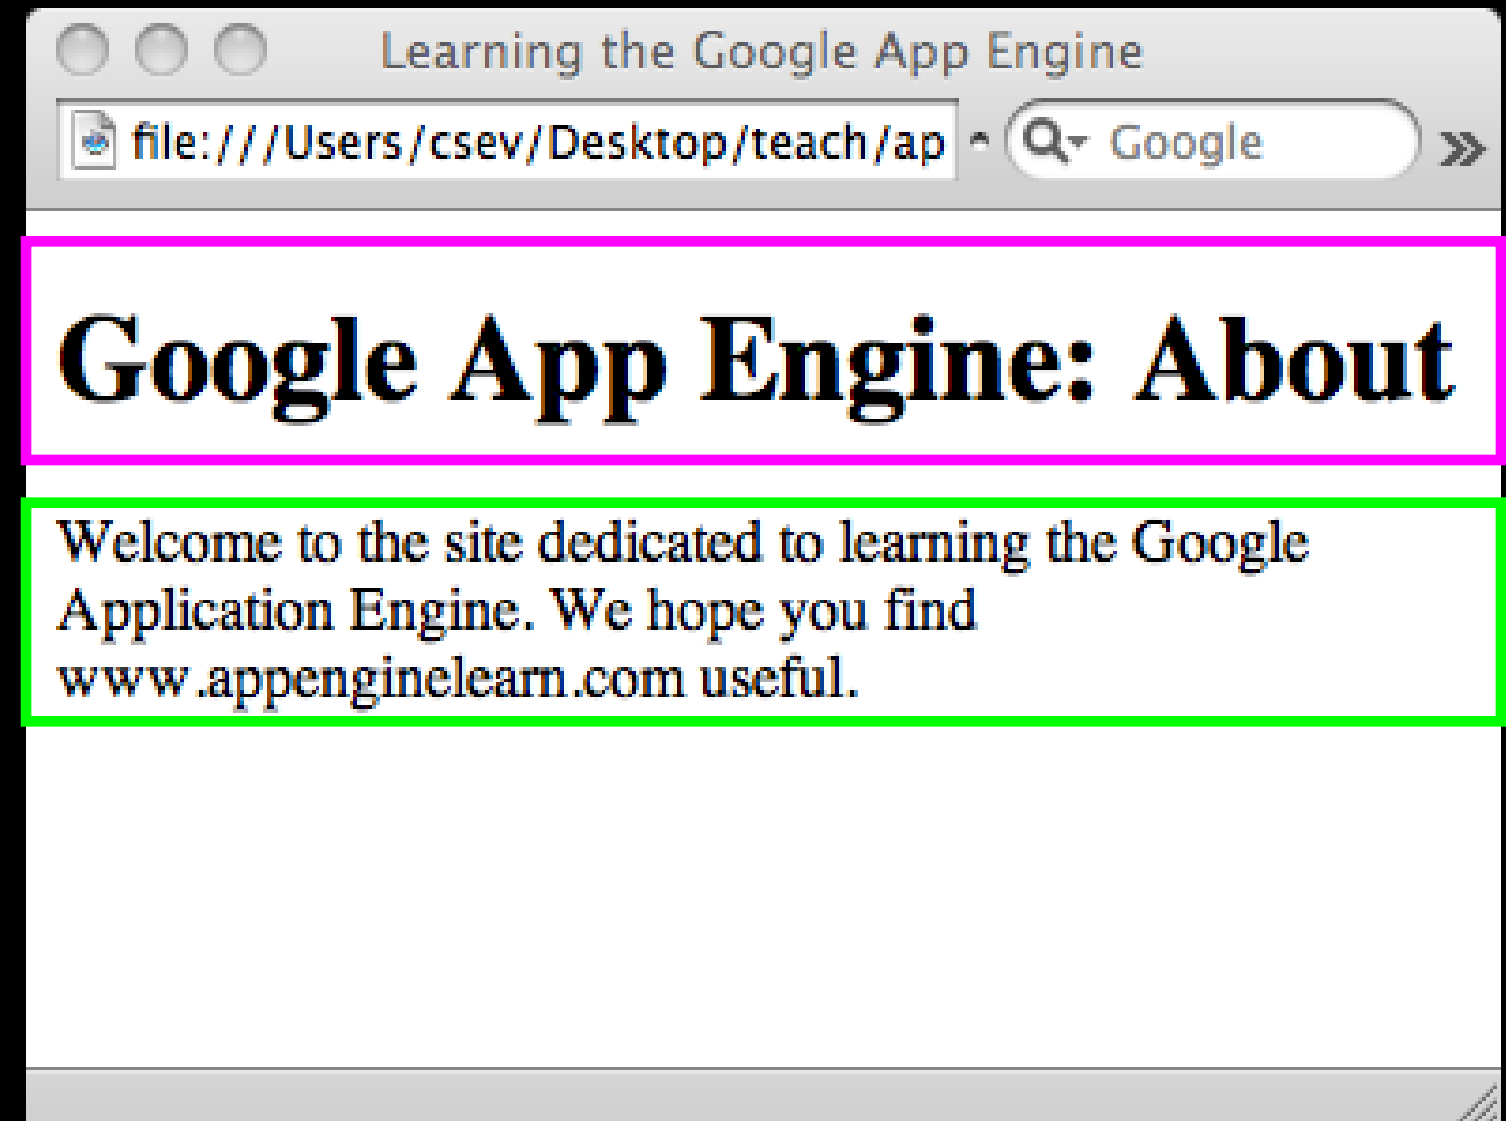 Learning the Google App Engine
file:///Users/csev/Desktop/teach/ap
Google
Google App Engine: About
Welcome to the site dedicated to learning the Google
Application Engine. We hope you find
www.appenginelearn.com useful.